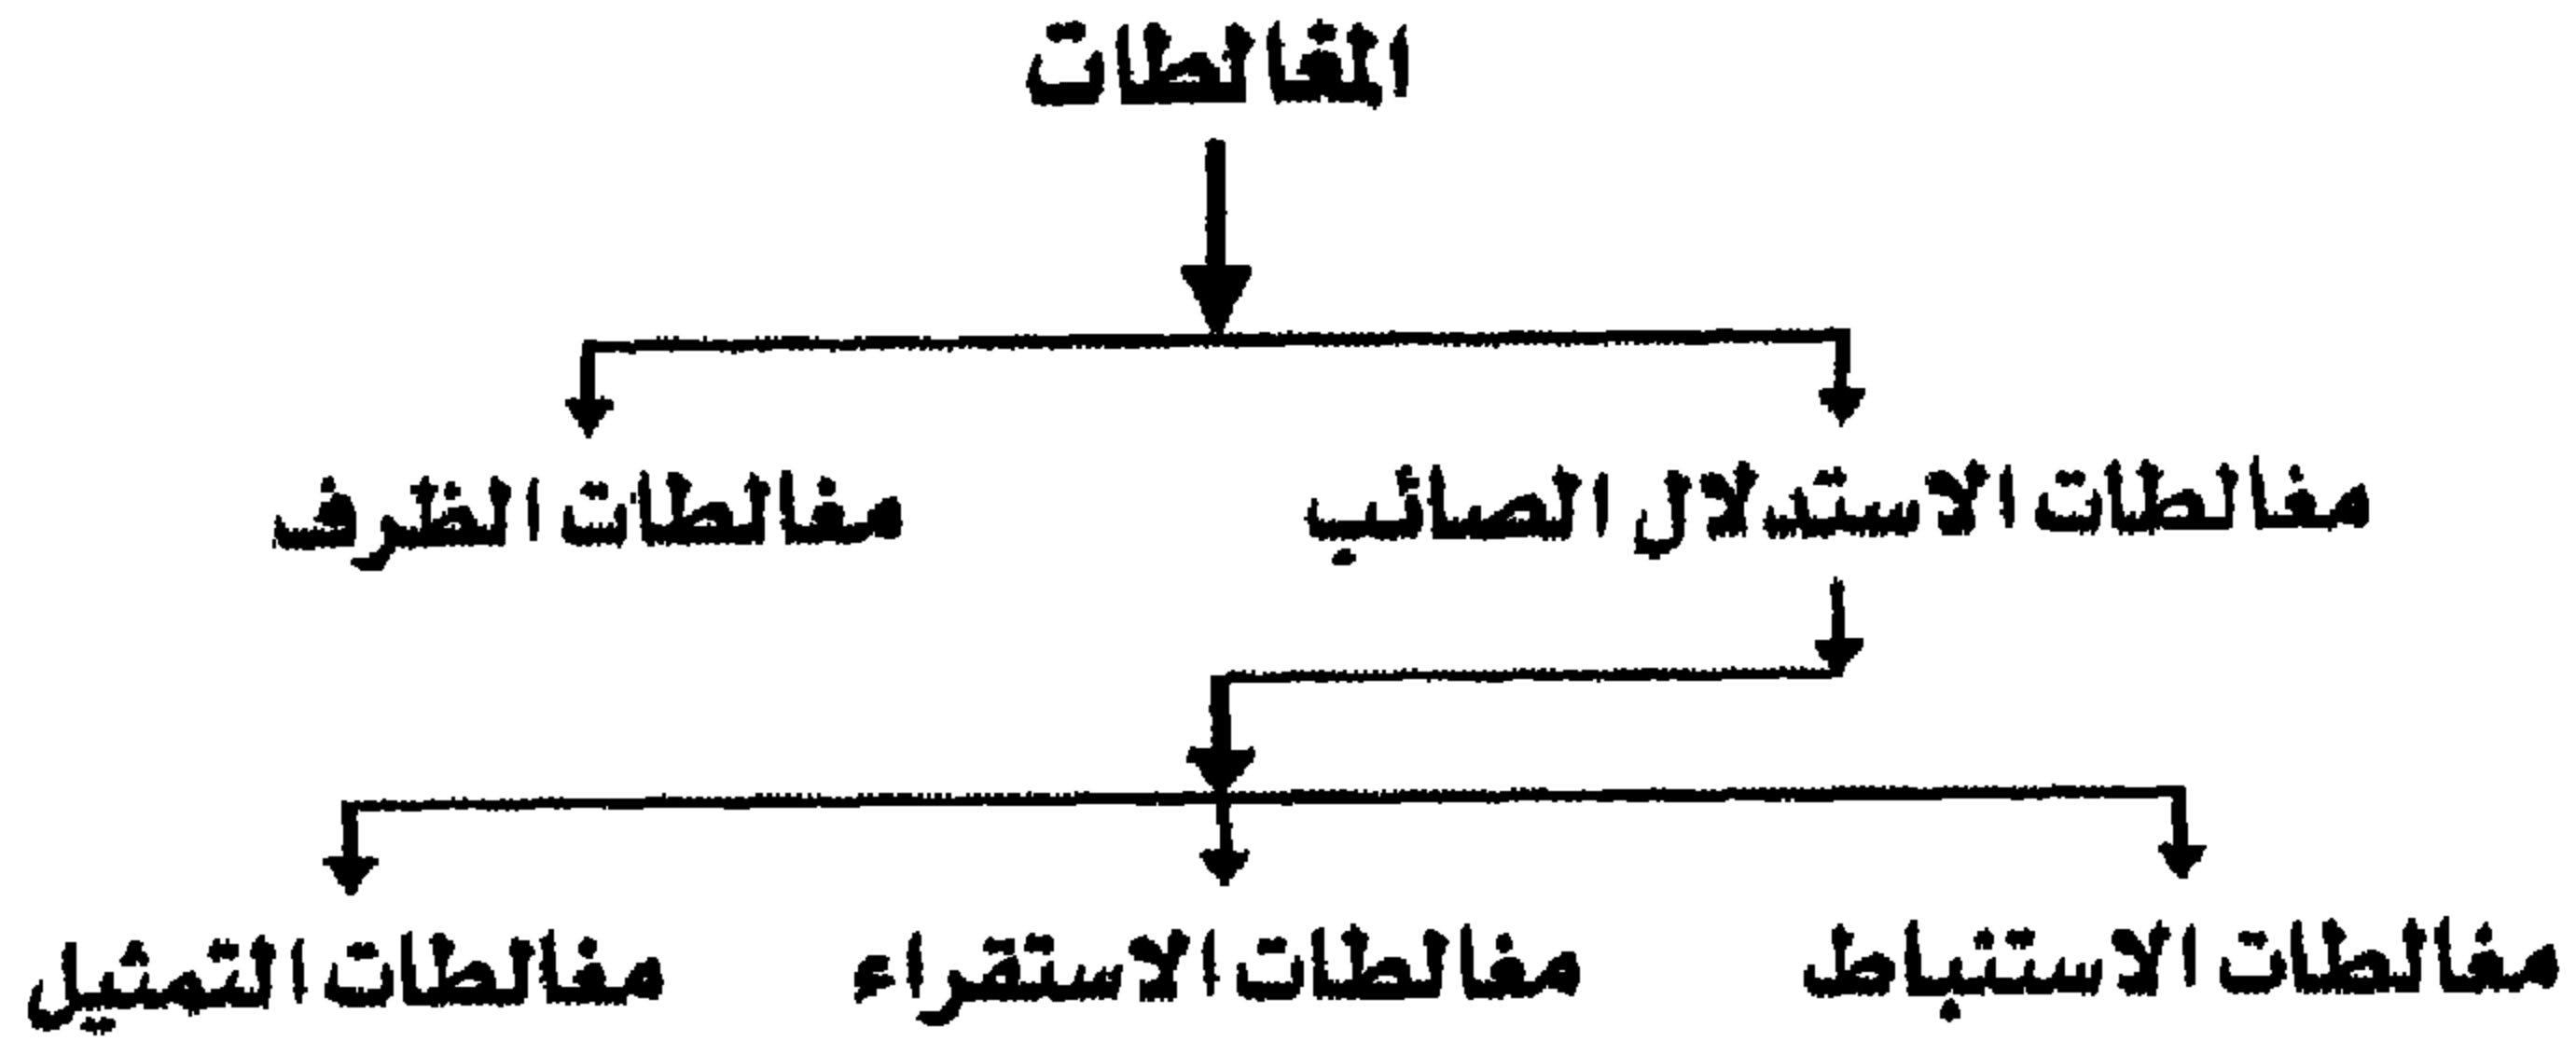 المغالطات
مغالطات الاستدلال الصائب
مغالطات الظرف
مغالطات الاستنباط
مغالطات الاستقراء
مغالطات التمثيل